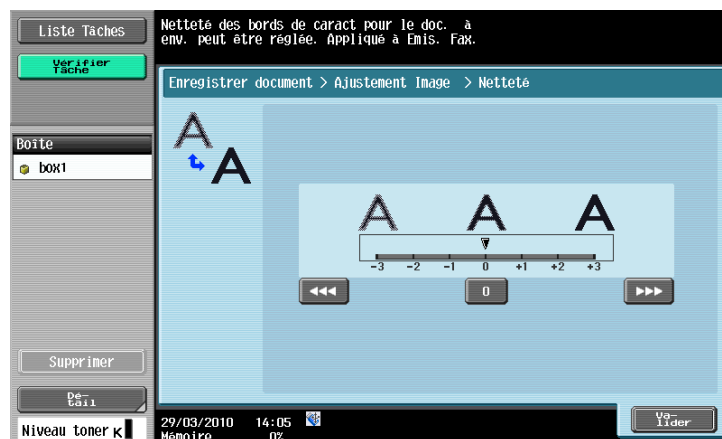 Liste Tâches
Netteté des bords de caract pour le doc. à
env. peut être réglée. Appliqué à Emis. Fax.
Vérifier
Tâche
Enregistrer document > Ajustement Image > Netteté
A
A
Boîte
box1
A A A
-3 -2 -1 0 +1 +2 +3
0
Supprimer
Dé-
tail
Va-
lider
Niveau toner K
29/03/2010 14:05
Mémoire 0%